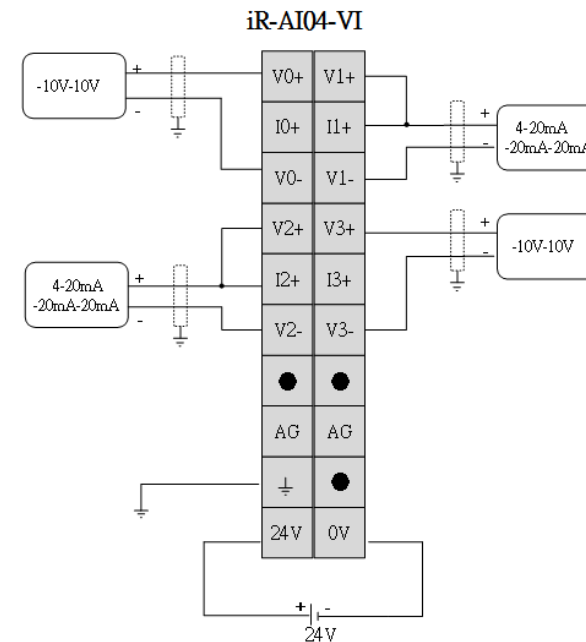 iR-AI04-VI
-10V-10V
+
-
V0+ V1+
I0+ I1+
V0- V1-
V2+ V3+
I2+ I3+
V2- V3-
AG AG
24V 0V
+
-
4-20mA
-20mA-20mA
+
-
-10V-10V
+
-
4-20mA
-20mA-20mA
+ -
24V